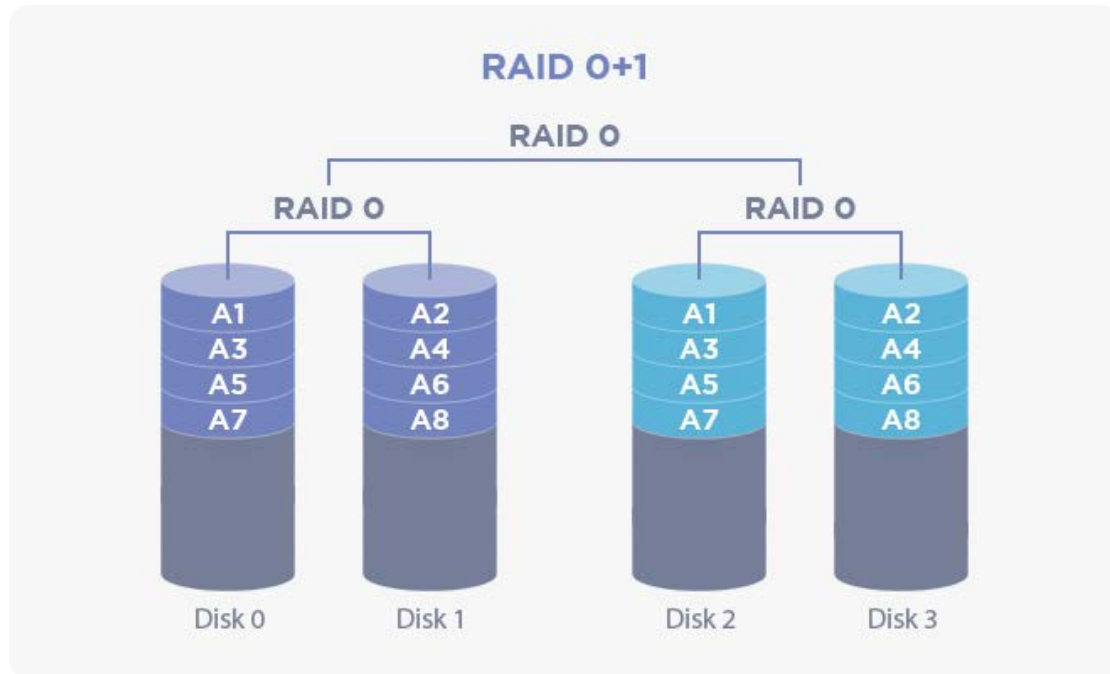 RAID 0+1
RAID 0
RAID 0 RAID 0
A1 A2 A1 A2
A3 A4 A3 A4
A5 A6 A5 A6
A7 A8 A7 A8
Disk 0 Disk 1 Disk 2 Disk 3